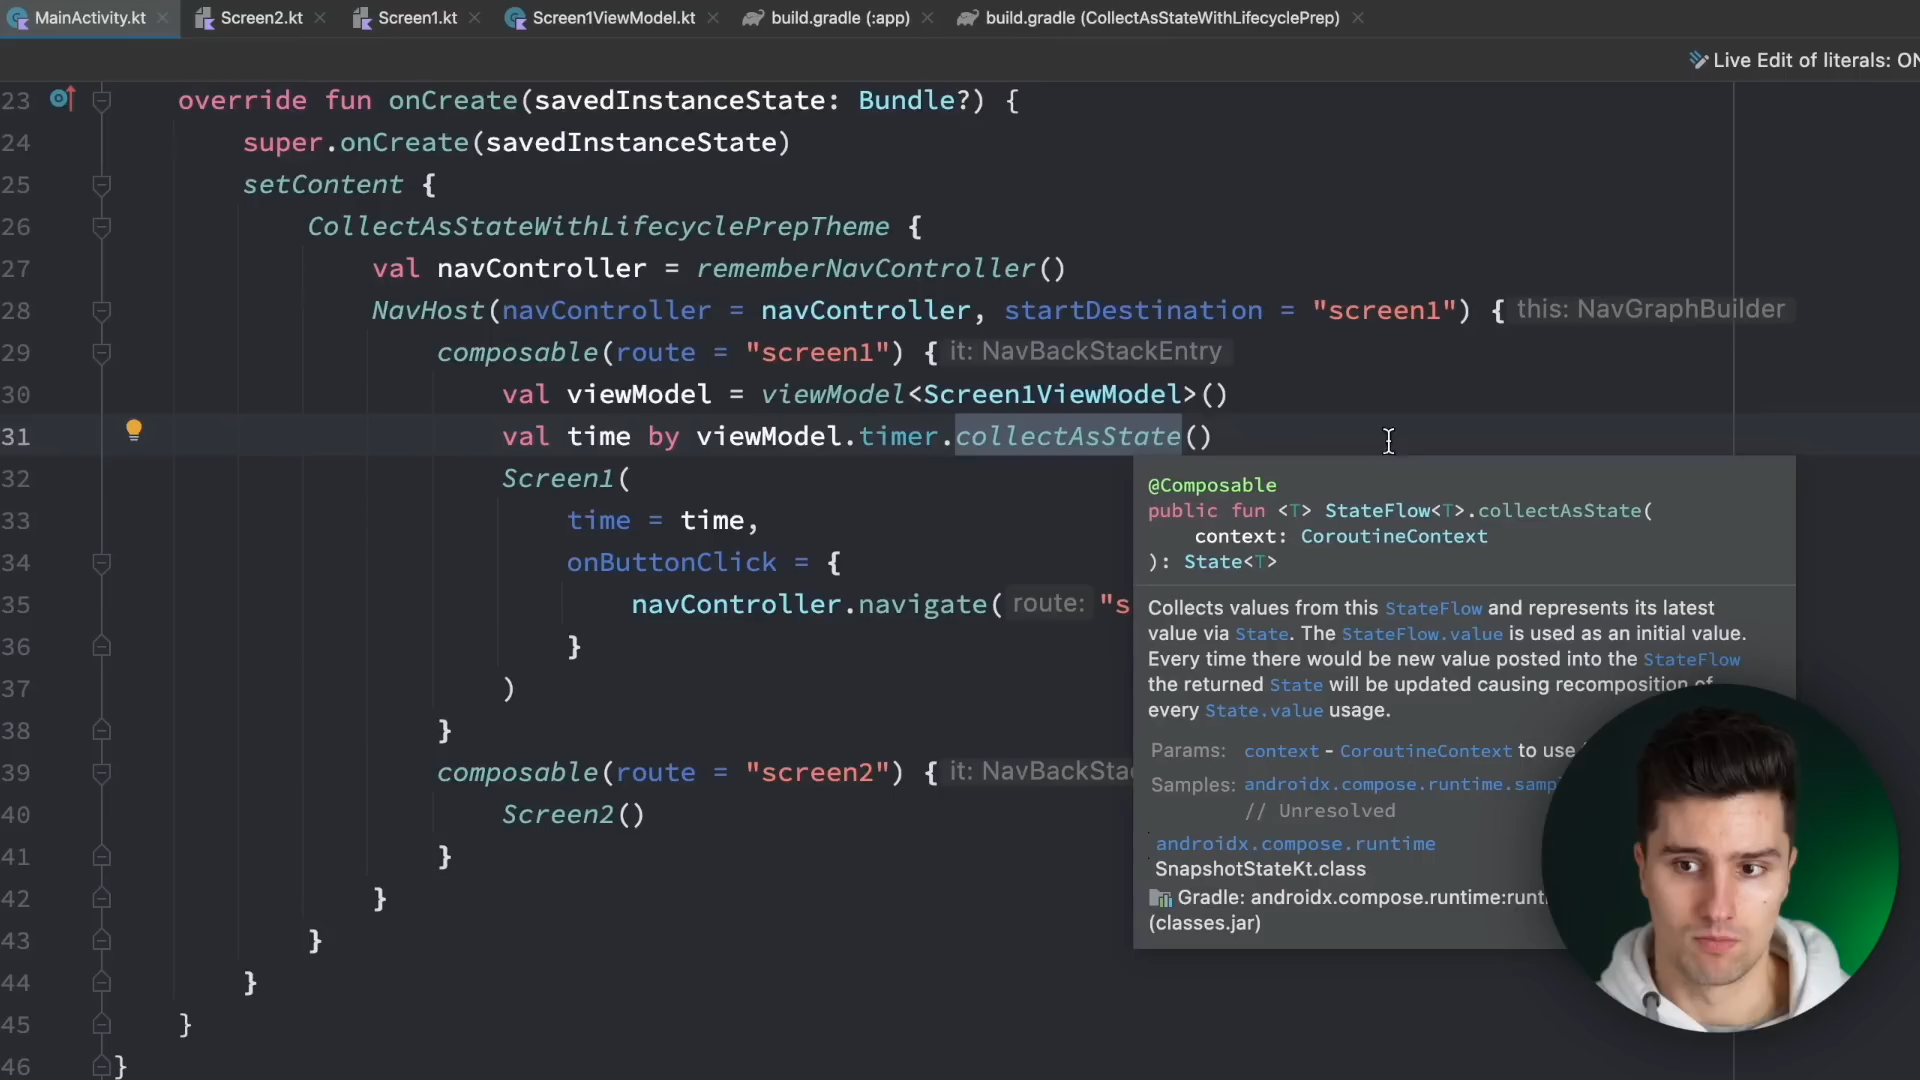 MainActivity.kt
Screen2.kt
Screen1.kt
Screen1ViewModel.kt
build.gradle (:app)
build.gradle (CollectAsStateWithLifecyclePrep)
Live Edit of literals: ON
23 override fun onCreate(savedInstanceState: Bundle?) {
24 super.onCreate(savedInstanceState)
25 setContent {
26 CollectAsStateWithLifecyclePrepTheme {
27 val navController = rememberNavController()
28 NavHost(navController = navController, startDestination = "screen1") { this: NavGraphBuilder
29 composable(route = "screen1") { it: NavBackStackEntry
30 val viewModel = viewModel<Screen1ViewModel>()
31 val time by viewModel.timer.collectAsState()
32 Screen1(
33 time = time,
34 onButtonClick = {
35 navController.navigate( route: "s
36 }
37 )
38 }
39 composable(route = "screen2") { it: NavBackSta
40 Screen2()
41 }
42 }
43 }
44 }
45 }
46 }
@Composable
public fun <T> StateFlow<T>.collectAsState(
context: CoroutineContext
): State<T>
Collects values from this StateFlow and represents its latest
value via State. The StateFlow.value is used as an initial value.
Every time there would be new value posted into the StateFlow
the returned State will be updated causing recomposition of
every State.value usage.
Params: context - CoroutineContext to use
Samples: androidx.compose.runtime.samp
// Unresolved
androidx.compose.runtime
SnapshotStateKt.class
Gradle: androidx.compose.runtime:runt
(classes.jar)